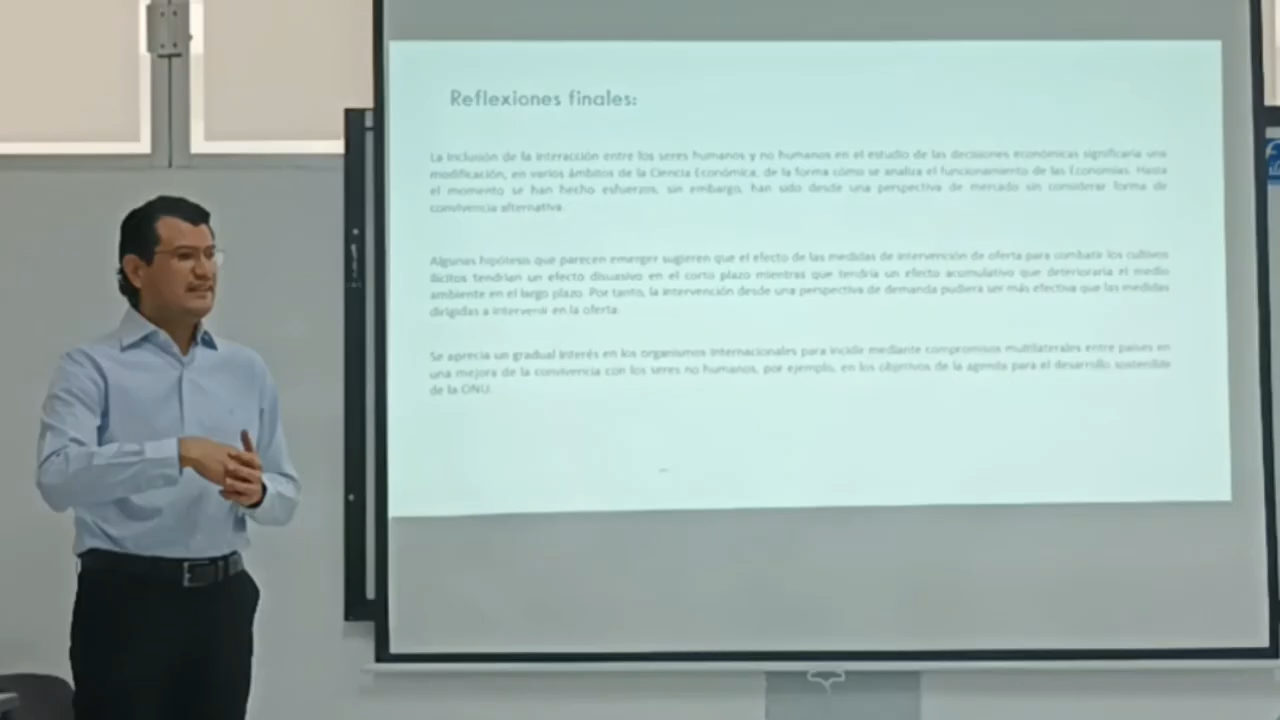 Reflexiones finales:
La inclusión de la interacción entre los seres humanos y no humanos en el estudio de las decisiones económicas significaría una
modificación, en varios ámbitos de la Ciencia Económica, de la forma cómo se analiza el funcionamiento de las Economías. Hasta
el momento se han hecho esfuerzos, sin embargo, han sido desde una perspectiva de mercado sin considerar forma de
convivencia alternativa.
Algunas hipótesis que parecen emerger sugieren que el efecto de las medidas de intervención de oferta para combatir los cultivos
ilícitos tendrían un efecto disuasivo en el corto plazo mientras que tendría un efecto acumulativo que deterioraría el medio
ambiente en el largo plazo. Por tanto, la intervención desde una perspectiva de demanda pudiera ser más efectiva que las medidas
dirigidas a intervenir en la oferta.
Se aprecia un gradual interés en los organismos internacionales para incidir mediante compromisos multilaterales entre países en
una mejora de la convivencia con los seres no humanos, por ejemplo, en los objetivos de la agenda para el desarrollo sostenible
de la ONU.